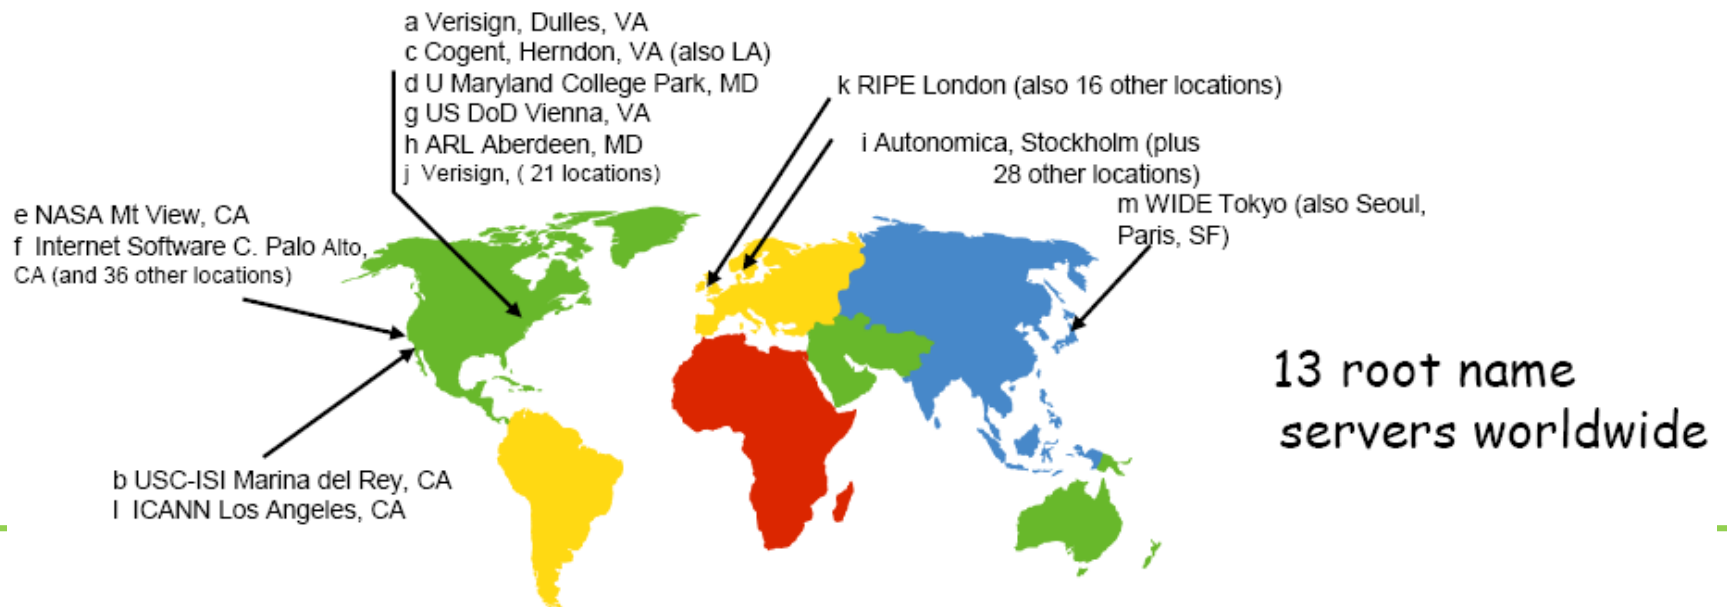 a Verisign, Dulles, VA
c Cogent, Herndon, VA (also LA)
d U Maryland College Park, MD
g US DoD Vienna, VA
h ARL Aberdeen, MD
j Verisign, ( 21 locations)
k RIPE London (also 16 other locations)
i Autonomica, Stockholm (plus
28 other locations)
m WIDE Tokyo (also Seoul,
Paris, SF)
e NASA Mt View, CA
f Internet Software C. Palo Alto,
CA (and 36 other locations)
13 root name
servers worldwide
b USC-ISI Marina del Rey, CA
l ICANN Los Angeles, CA